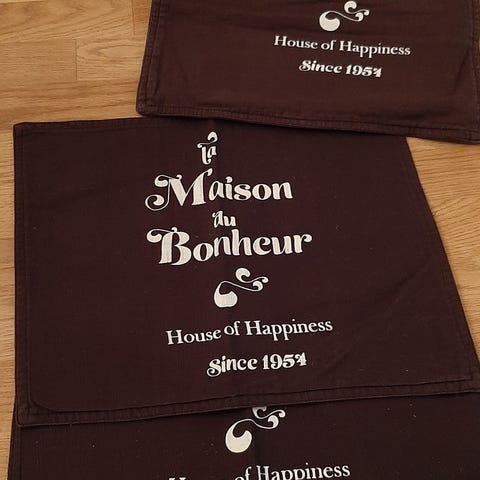 House of Happiness
Since 1954
La
Maison
du
Bonheur
House of Happiness
Since 1954
House of Happiness